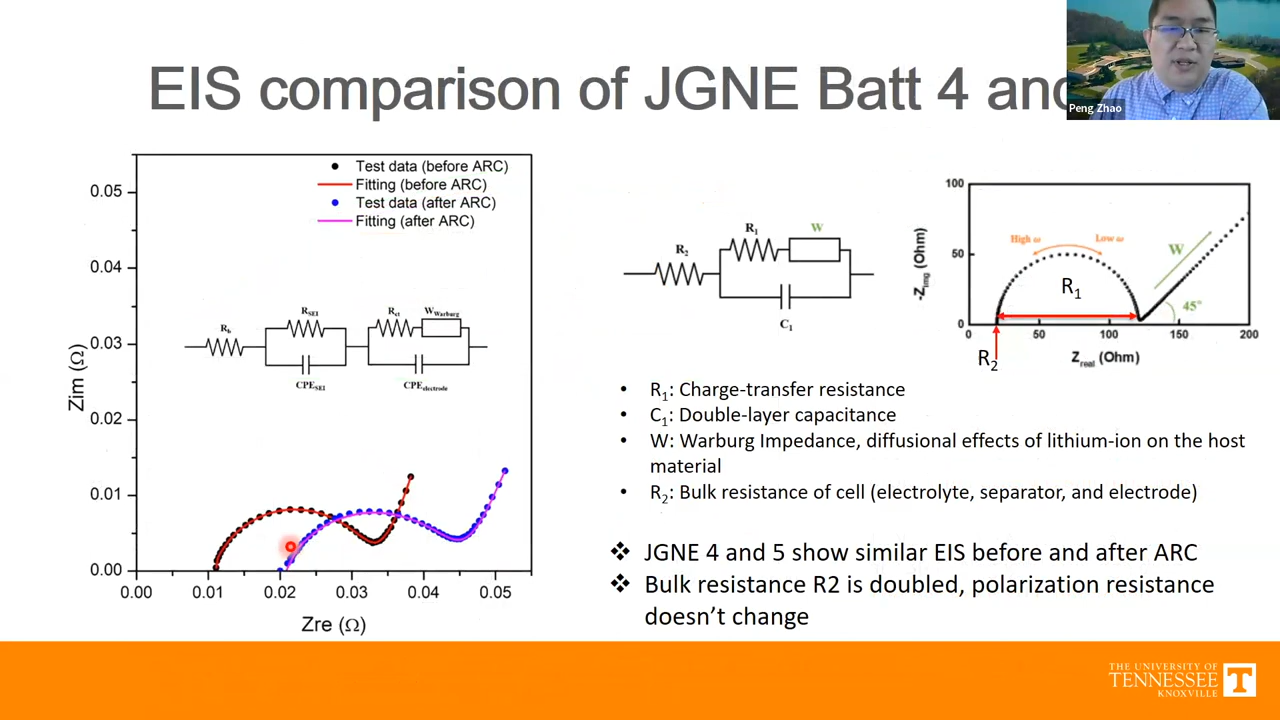 EIS comparison of JGNE Batt 4 and
Peng Zhao
Test data (before ARC)
Fitting (before ARC)
Test data (after ARC)
Fitting (after ARC)
0.05
0.04
0.03
0.02
0.01
0.00
Zim (Ω)
0.00 0.01 0.02 0.03 0.04 0.05
Zre (Ω)
Rb
RSEI
CPESEI
Rct
WWarburg
CPEelectrode
R2
R1
W
C1
100
50
0
-Zimg (Ohm)
High ω
Low ω
W
R1
45°
0 50 100 150 200
R2
Zreal (Ohm)
• R1: Charge-transfer resistance
• C1: Double-layer capacitance
• W: Warburg Impedance, diffusional effects of lithium-ion on the host
material
• R2: Bulk resistance of cell (electrolyte, separator, and electrode)
❖ JGNE 4 and 5 show similar EIS before and after ARC
❖ Bulk resistance R2 is doubled, polarization resistance
doesn't change
THE UNIVERSITY OF
TENNESSEE
KNOXVILLE
T